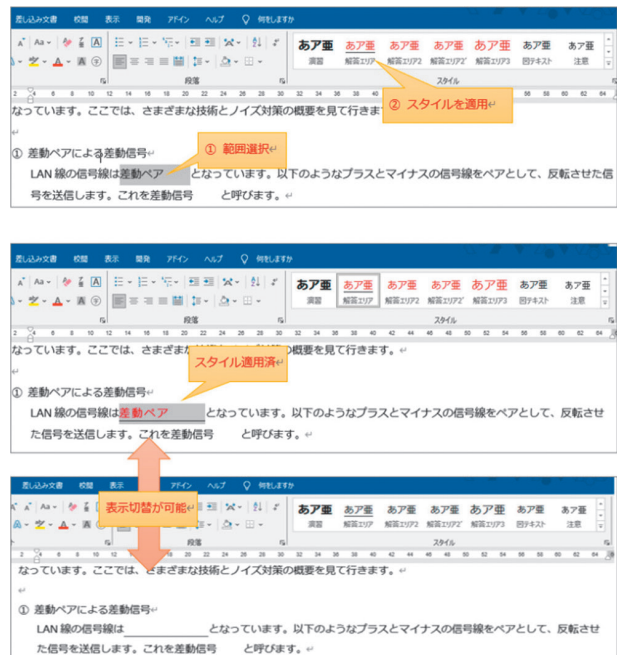 差し込み文書 校閲 表示 開発 アドイン ヘルプ 何をしますか
あア亜 あア亜 あア亜 あア亜 あア亜 あア亜 あア亜
演習 解答エリア 解答エリア2 解答エリア2' 解答エリア3 図テキスト 注意
段落 スタイル
② スタイルを適用
なっています。ここでは、さまざまな技術とノイズ対策の概要を見て行きま
① 範囲選択
① 差動ペアによる差動信号
LAN 線の信号線は差動ペア となっています。以下のようなプラスとマイナスの信号線をペアとして、反転させた信
号を送信します。これを差動信号 と呼びます。
差し込み文書 校閲 表示 開発 アドイン ヘルプ 何をしますか
あア亜 あア亜 あア亜 あア亜 あア亜 あア亜 あア亜
演習 解答エリア 解答エリア2 解答エリア2' 解答エリア3 図テキスト 注意
段落 スタイル
なっています。ここでは、さまざまな の概要を見て行きます。
スタイル適用済
① 差動ペアによる差動信号
LAN 線の信号線は差動ペア となっています。以下のようなプラスとマイナスの信号線をペアとして、反転させ
た信号を送信します。これを差動信号 と呼びます。
差し込み文書 校閲 表示 アドイン ヘルプ 何をしますか
表示切替が可能
あア亜 あア亜 あア亜 あア亜 あア亜 あア亜 あア亜
演習 解答エリア 解答エリア2 解答エリア2' 解答エリア3 図テキスト 注意
段落 スタイル
なっています。ここでは、さまざまな技術とノイズ対策の概要を見て行きます。
① 差動ペアによる差動信号
LAN 線の信号線は となっています。以下のようなプラスとマイナスの信号線をペアとして、反転させ
た信号を送信します。これを差動信号 と呼びます。